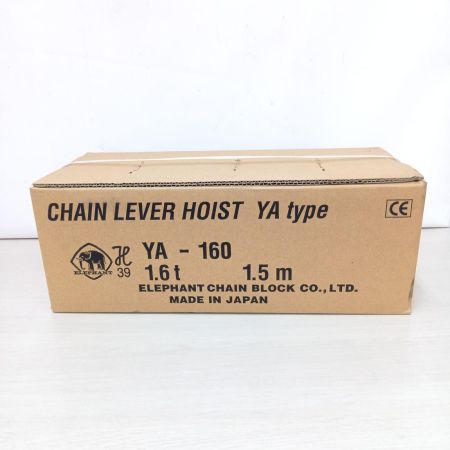 CHAIN LEVER HOIST YA type
CE
ELEPHANT
39
YA - 160
1.6 t 1.5 m
ELEPHANT CHAIN BLOCK CO., LTD.
MADE IN JAPAN